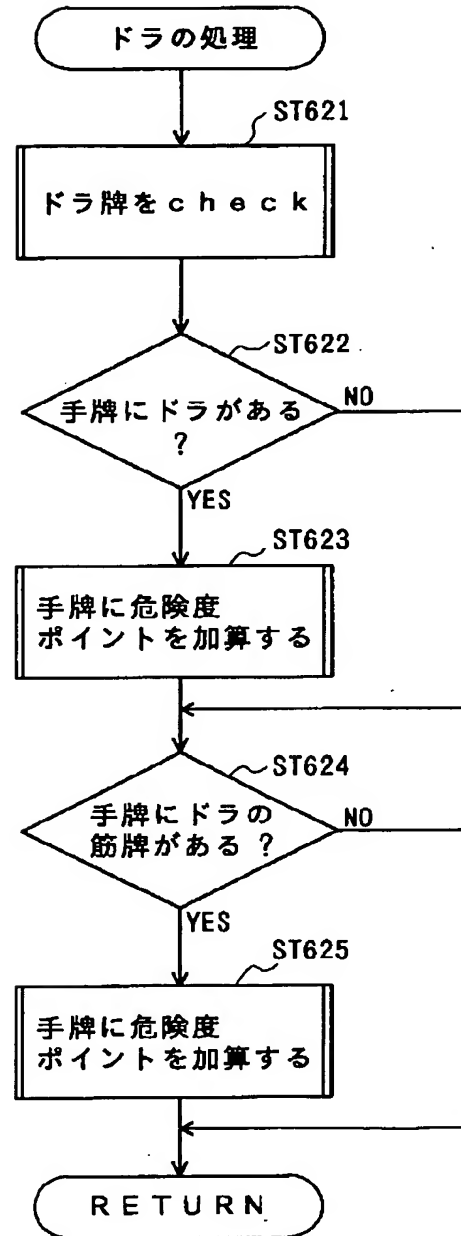 ドラの処理
ST621
ドラ牌をcheck
ST622
手牌にドラがある
?
NO
YES
ST623
手牌に危険度
ポイントを加算する
ST624
手牌にドラの
筋牌がある?
NO
YES
ST625
手牌に危険度
ポイントを加算する
RETURN